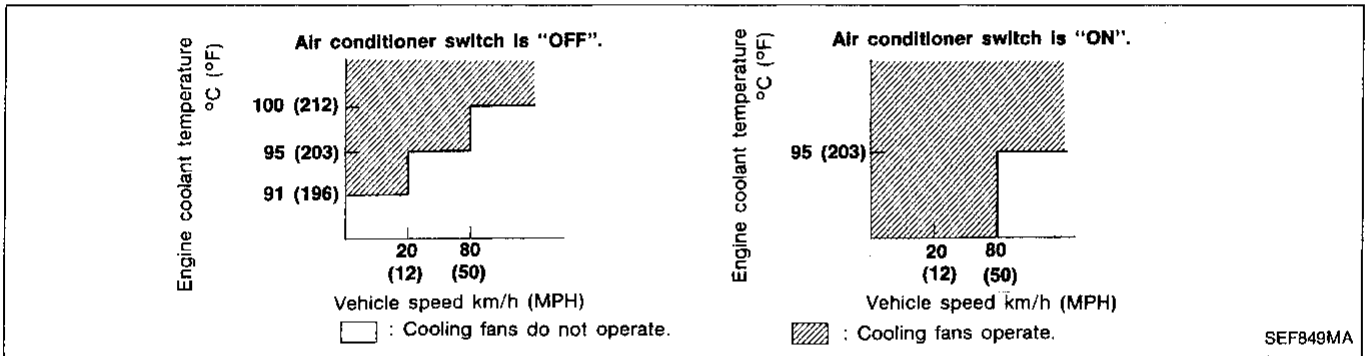 Air conditioner switch is "OFF".
Engine coolant temperature
°C (°F)
100 (212)
95 (203)
91 (196)
20
(12)
80
(50)
Vehicle speed km/h (MPH)
: Cooling fans do not operate.
Air conditioner switch is "ON".
Engine coolant temperature
°C (°F)
95 (203)
20
(12)
80
(50)
Vehicle speed km/h (MPH)
: Cooling fans operate.
SEF849MA